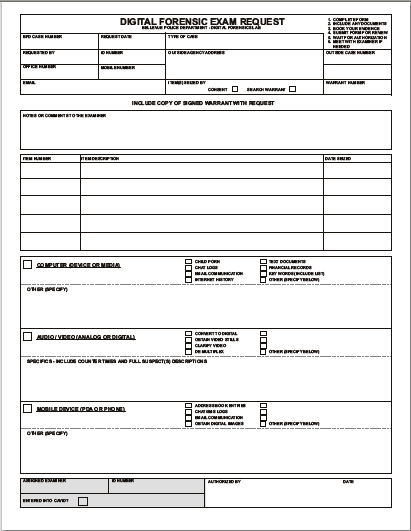 DIGITAL FORENSIC EXAM REQUEST
BELLEVUE POLICE DEPARTMENT - DIGITAL FORENSICS LAB
1. COMPLETE FORM
2. INCLUDE ANY DOCUMENTS
3. BOOK YOUR EVIDENCE
4. SUBMIT FORM FOR REVIEW
5. WAIT FOR AUTHORIZATION
6. MEET WITH EXAMINER IF NEEDED
BPD CASE NUMBER REQUEST DATE TYPE OF CASE
REQUESTED BY ID NUMBER OUTSIDE AGENCY ADDRESS OUTSIDE CASE NUMBER
OFFICE NUMBER MOBILE NUMBER
EMAIL ITEM(S) SEIZED BY WARRANT NUMBER
CONSENT SEARCH WARRANT
INCLUDE COPY OF SIGNED WARRANT WITH REQUEST
NOTES OR COMMENTS TO THE EXAMINER
ITEM NUMBER ITEM DESCRIPTION DATE SEIZED
COMPUTER (DEVICE OR MEDIA)
CHILD PORN TEXT DOCUMENTS
CHAT LOGS FINANCIAL RECORDS
EMAIL COMMUNICATION KEY WORDS (INCLUDE LIST)
INTERNET HISTORY OTHER (SPECIFY BELOW)
OTHER (SPECIFY)
AUDIO / VIDEO (ANALOG OR DIGITAL)
CONVERT TO DIGITAL
OBTAIN VIDEO STILLS
CLARIFY VIDEO
DE-MULTIPLEX OTHER (SPECIFY BELOW)
SPECIFICS - INCLUDE COUNTER TIMES AND FULL SUSPECT(S) DESCRIPTIONS
MOBILE DEVICE (PDA OR PHONE)
ADDRESS BOOK ENTRIES
CHAT/SMS LOGS
EMAIL COMMUNICATION
OBTAIN DIGITAL IMAGES OTHER (SPECIFY BELOW)
OTHER (SPECIFY)
ASSIGNED EXAMINER ID NUMBER AUTHORIZED BY DATE
ENTERED INTO CAVID?